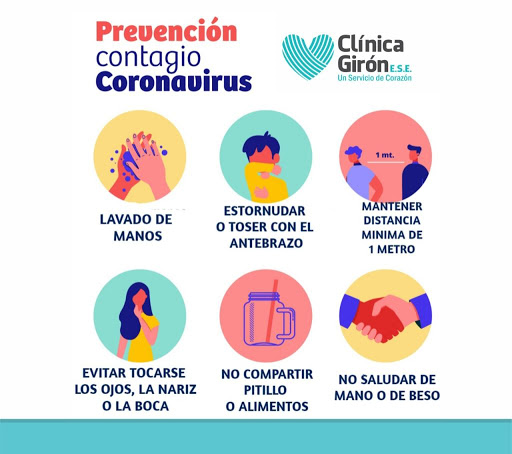 Prevención
contagio
Coronavirus
Clínica
Girón E.S.E.
Un Servicio de Corazón
LAVADO DE
MANOS
ESTORNUDAR
O TOSER CON EL
ANTEBRAZO
1 mt.
MANTENER
DISTANCIA
MINIMA DE
1 METRO
EVITAR TOCARSE
LOS OJOS, LA NARIZ
O LA BOCA
NO COMPARTIR
PITILLO
O ALIMENTOS
NO SALUDAR DE
MANO O DE BESO